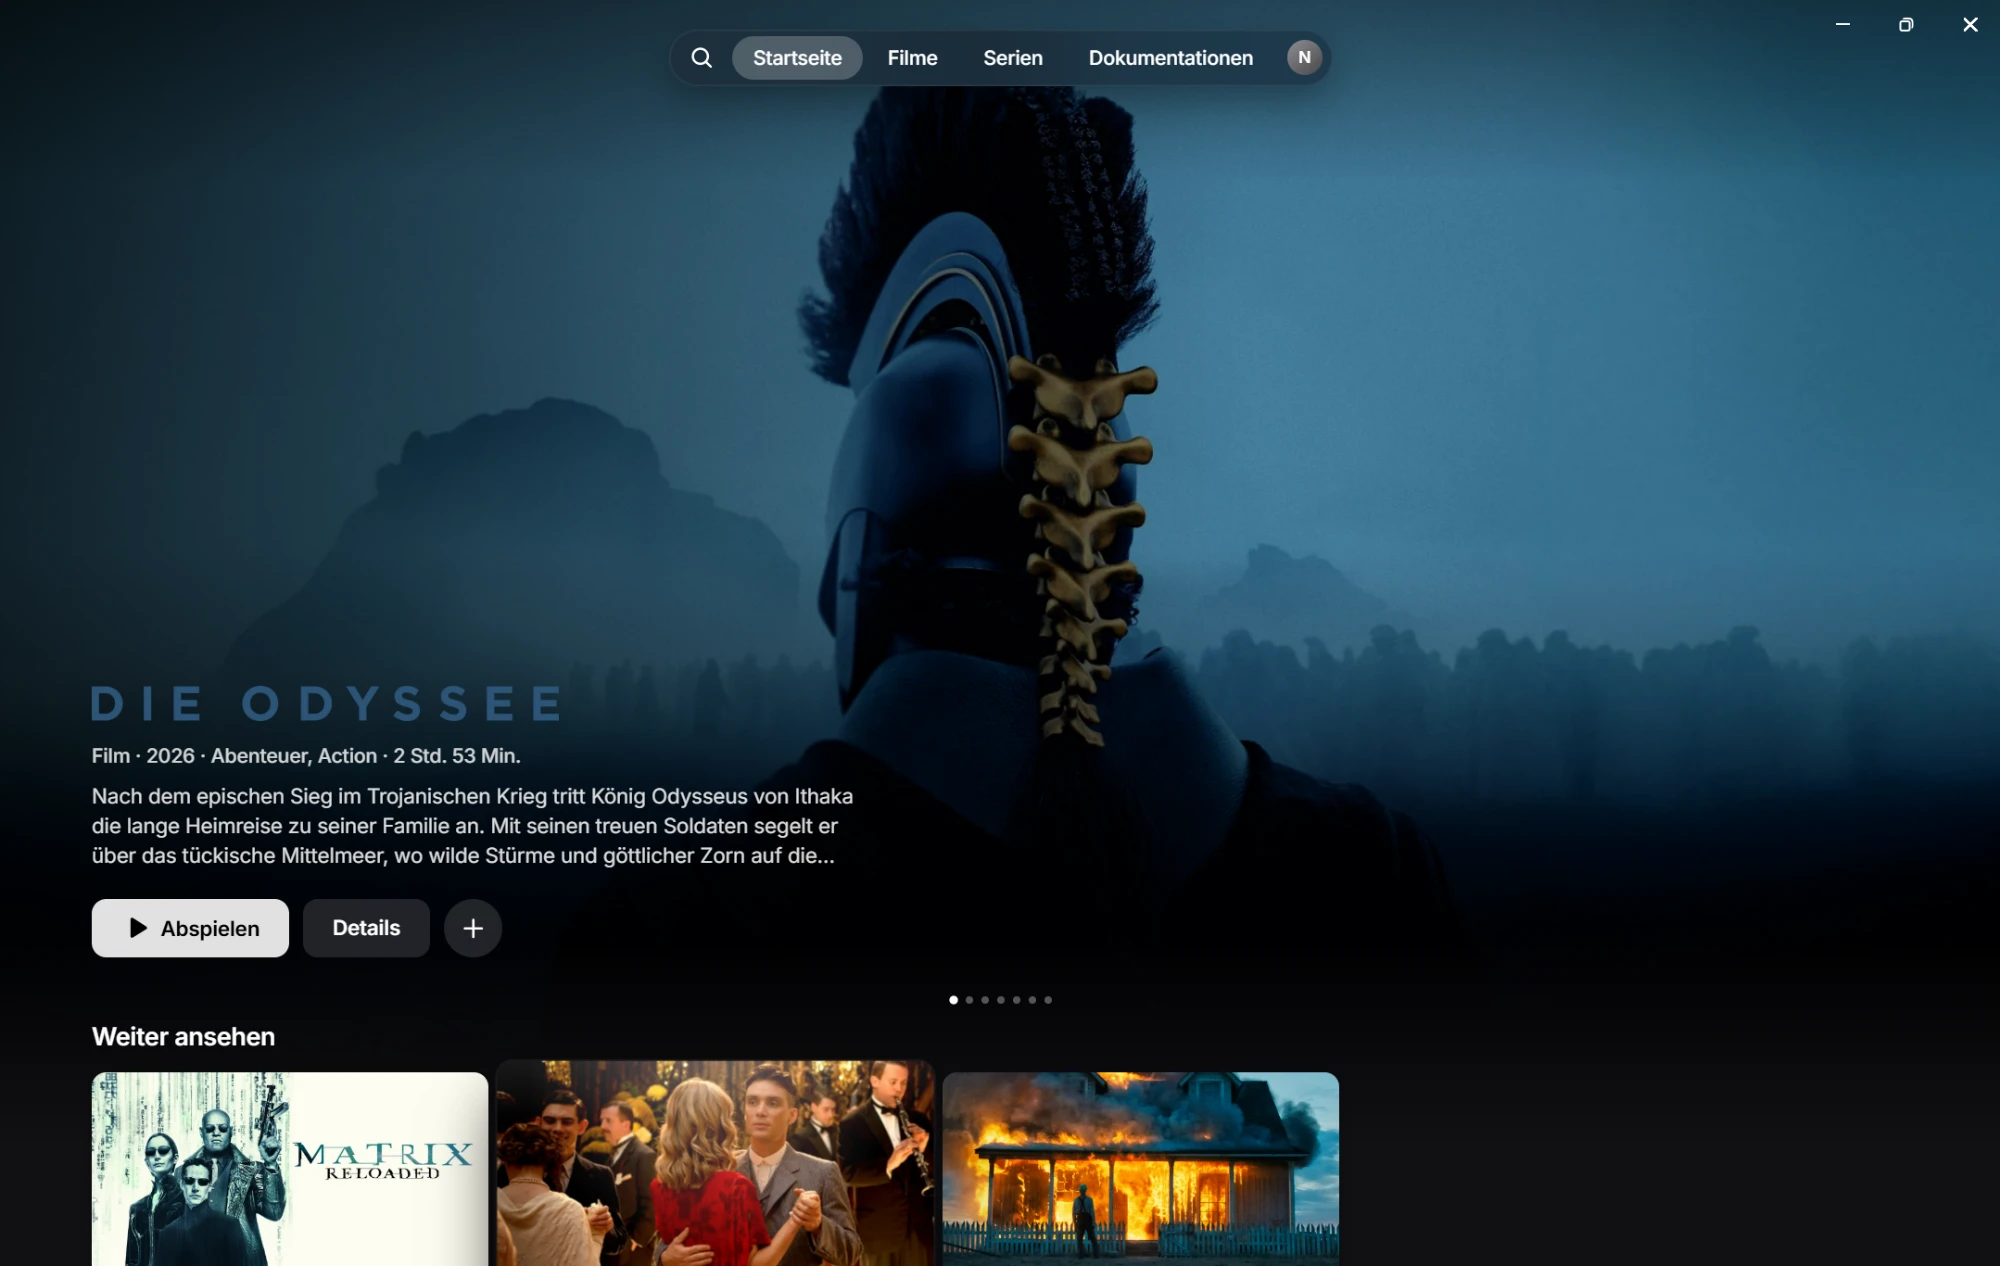 Startseite
Filme
Serien
Dokumentationen
N
DIE ODYSSEE
Film · 2026 · Abenteuer, Action · 2 Std. 53 Min.
Nach dem epischen Sieg im Trojanischen Krieg tritt König Odysseus von Ithaka
die lange Heimreise zu seiner Familie an. Mit seinen treuen Soldaten segelt er
über das tückische Mittelmeer, wo wilde Stürme und göttlicher Zorn auf die...
Abspielen
Details
Weiter ansehen
MATRIX
RELOADED